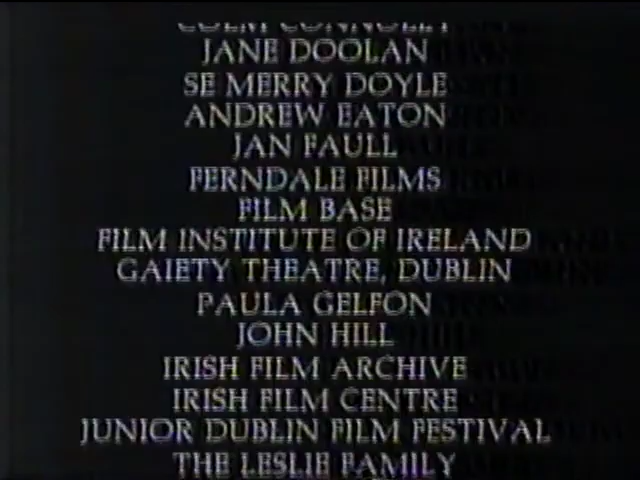 JANE DOOLAN
SE MERRY DOYLE
ANDREW EATON
JAN FAULL
FERNDALE FILMS
FILM BASE
FILM INSTITUTE OF IRELAND
GAIETY THEATRE, DUBLIN
PAULA GELFON
JOHN HILL
IRISH FILM ARCHIVE
IRISH FILM CENTRE
JUNIOR DUBLIN FILM FESTIVAL
THE LESLIE FAMILY